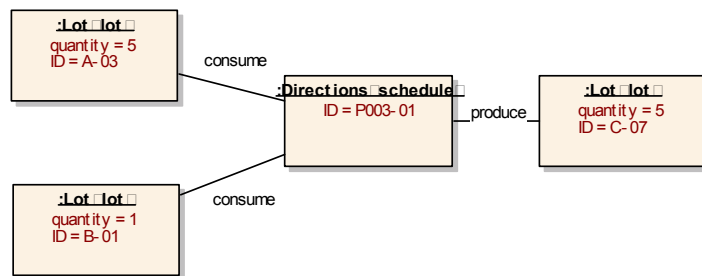 :Lot lot
quantity = 5
ID = A-03
consume
:Directions schedule
ID = P003-01
produce
:Lot lot
quantity = 5
ID = C-07
:Lot lot
quantity = 1
ID = B-01
consume